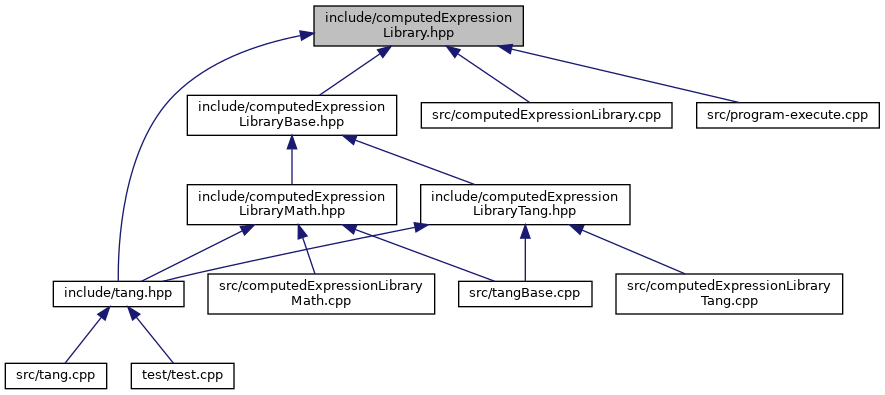 include/computedExpression
Library.hpp
include/computedExpression
LibraryBase.hpp
src/computedExpressionLibrary.cpp
src/program-execute.cpp
include/computedExpression
LibraryMath.hpp
include/computedExpression
LibraryTang.hpp
include/tang.hpp
src/computedExpressionLibrary
Math.cpp
src/tangBase.cpp
src/computedExpressionLibrary
Tang.cpp
src/tang.cpp
test/test.cpp